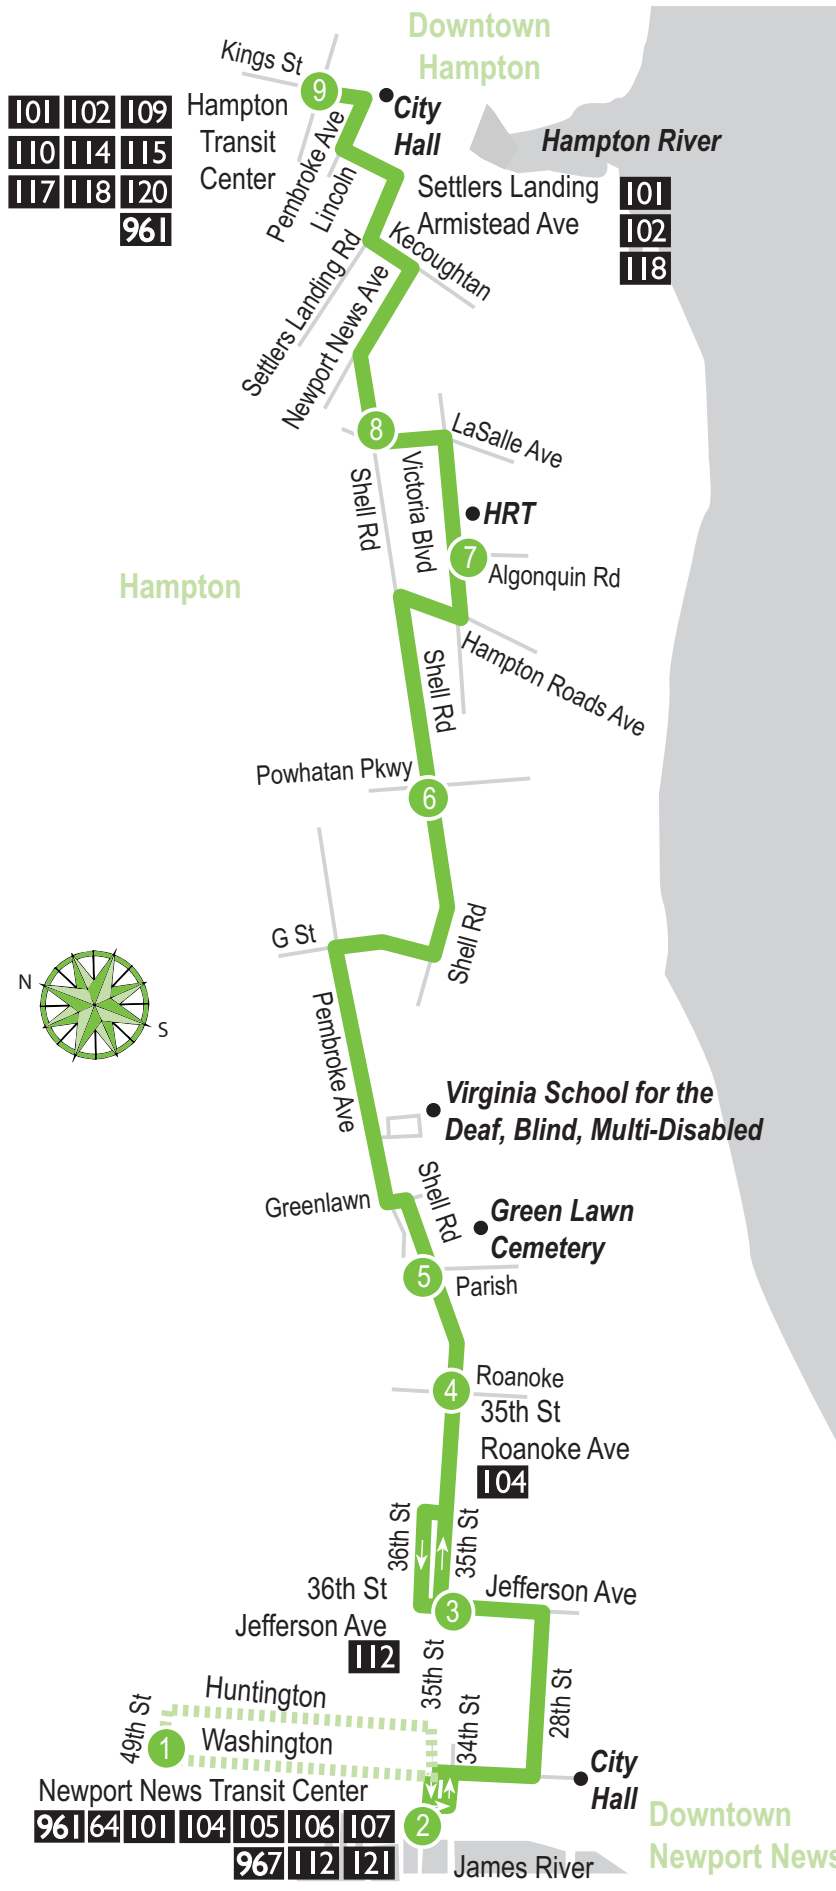 Downtown
Hampton
Kings St
9
City
Hall
101 102 109
110 114 115
117 118 120
961
Hampton
Transit
Center
Pembroke Ave
Lincoln
Hampton River
Settlers Landing
Armistead Ave
101
102
118
Kecoughtan
Settlers Landing Rd
Newport News Ave
8
LaSalle Ave
Shell Rd
Victoria Blvd
HRT
7
Algonquin Rd
Hampton
Hampton Roads Ave
Shell Rd
Powhatan Pkwy
6
G St
Shell Rd
N
S
Pembroke Ave
Virginia School for the
Deaf, Blind, Multi-Disabled
Greenlawn
Shell Rd
Green Lawn
Cemetery
5
Parish
4
Roanoke
35th St
Roanoke Ave
104
36th St
35th St
36th St
Jefferson Ave
112
3
Jefferson Ave
35th St
34th St
28th St
Huntington
49th St
1
Washington
City
Hall
Newport News Transit Center
961 64 101 104 105 106 107
967 112 121
2
James River
Downtown
Newport News